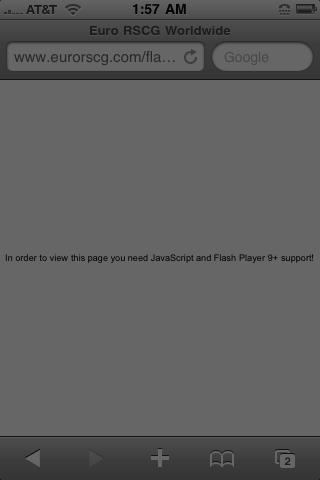 AT&T 1:57 AM
Euro RSCG Worldwide
www.eurorscg.com/fla... Google
In order to view this page you need JavaScript and Flash Player 9+ support!
2